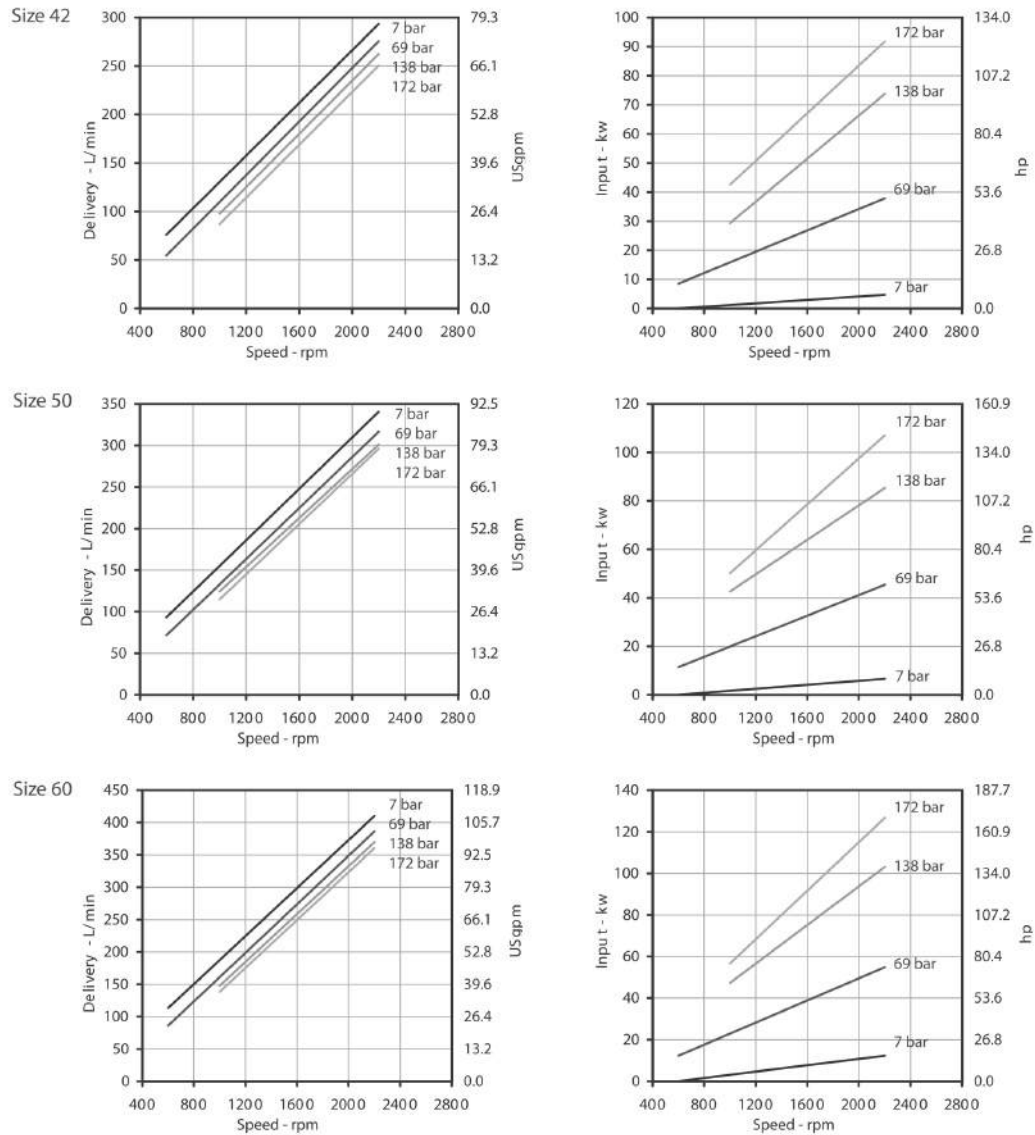 Size 42
300
250
200
150
100
50
0
Delivery - L/min
79.3
66.1
52.8
39.6
26.4
13.2
0.0
USgpm
7 bar
69 bar
138 bar
172 bar
400 800 1200 1600 2000 2400 2800
Speed - rpm
100
90
80
70
60
50
40
30
20
10
0
Input - kw
134.0
107.2
80.4
53.6
26.8
0.0
hp
172 bar
138 bar
69 bar
7 bar
400 800 1200 1600 2000 2400 2800
Speed - rpm
Size 50
350
300
250
200
150
100
50
0
Delivery - L/min
92.5
79.3
66.1
52.8
39.6
26.4
13.2
0.0
USgpm
7 bar
69 bar
138 bar
172 bar
400 800 1200 1600 2000 2400 2800
Speed - rpm
120
100
80
60
40
20
0
Input - kw
160.9
134.0
107.2
80.4
53.6
26.8
0.0
hp
172 bar
138 bar
69 bar
7 bar
400 800 1200 1600 2000 2400 2800
Speed - rpm
Size 60
450
400
350
300
250
200
150
100
50
0
Delivery - L/min
118.9
105.7
92.5
79.3
66.1
52.8
39.6
26.4
13.2
0.0
USgpm
7 bar
69 bar
138 bar
172 bar
400 800 1200 1600 2000 2400 2800
Speed - rpm
140
120
100
80
60
40
20
0
Input - kw
187.7
160.9
134.0
107.2
80.4
53.6
26.8
0.0
hp
172 bar
138 bar
69 bar
7 bar
400 800 1200 1600 2000 2400 2800
Speed - rpm